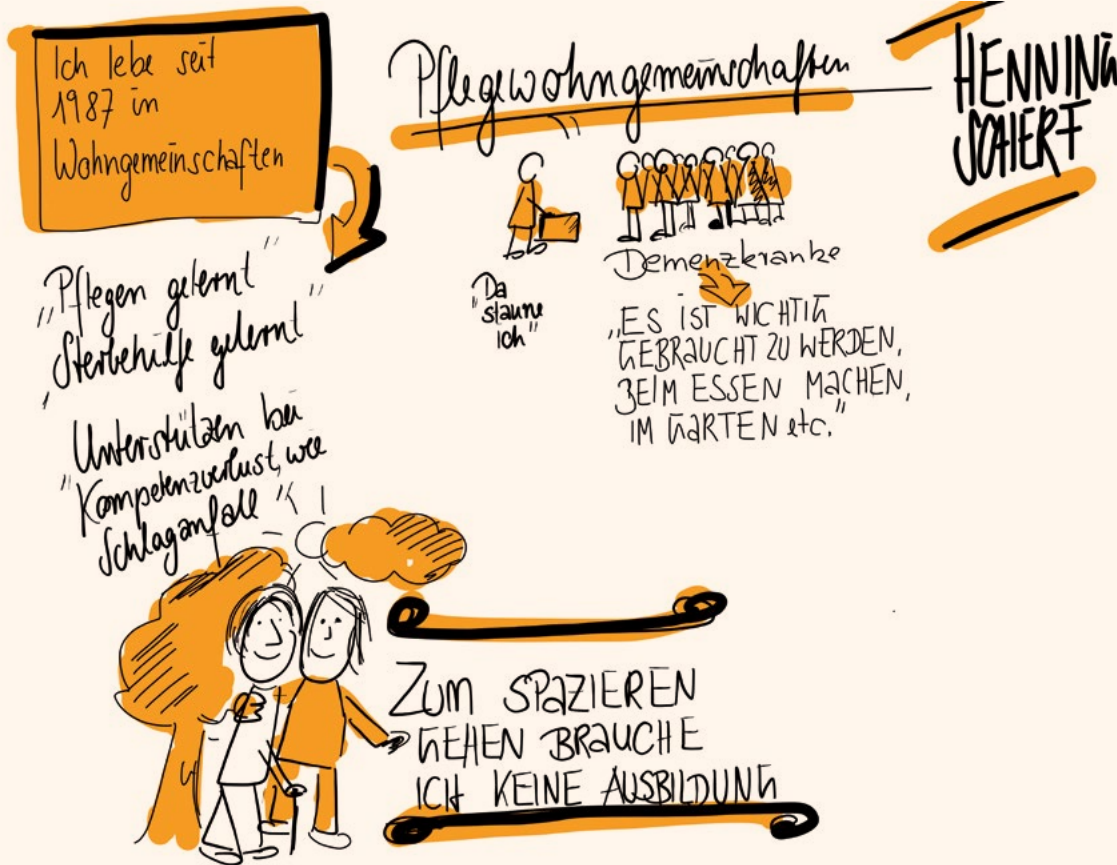 Ich lebe seit
1987 in
Wohngemeinschaften
Pflegewohngemeinschaften
HENNING
SCHERF
"Pflegen gelernt"
"Sterbehilfe gelernt"
Unterstützen bei
"Kompetenzverlust, wie
Schlaganfall"
"Da
staune
ich"
Demenzkranke
„ES IST WICHTIG
GEBRAUCHT ZU WERDEN,
BEIM ESSEN MACHEN,
IM GARTEN etc."
ZUM SPAZIEREN
GEHEN BRAUCHE
ICH KEINE AUSBILDUNG